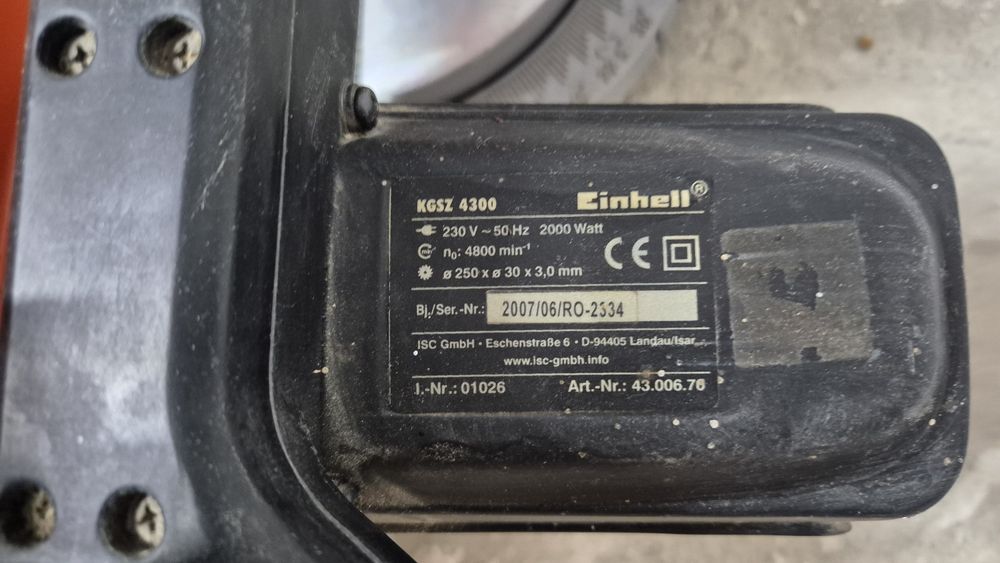 KGSZ 4300 Einhell®
230 V ~ 50 Hz 2000 Watt
n₀: 4800 min⁻¹
ø 250 x ø 30 x 3,0 mm
CE
Bj./Ser.-Nr.: 2007/06/RO-2334
ISC GmbH · Eschenstraße 6 · D-94405 Landau/Isar
www.isc-gmbh.info
I.-Nr.: 01026 Art.-Nr.: 43.006.76